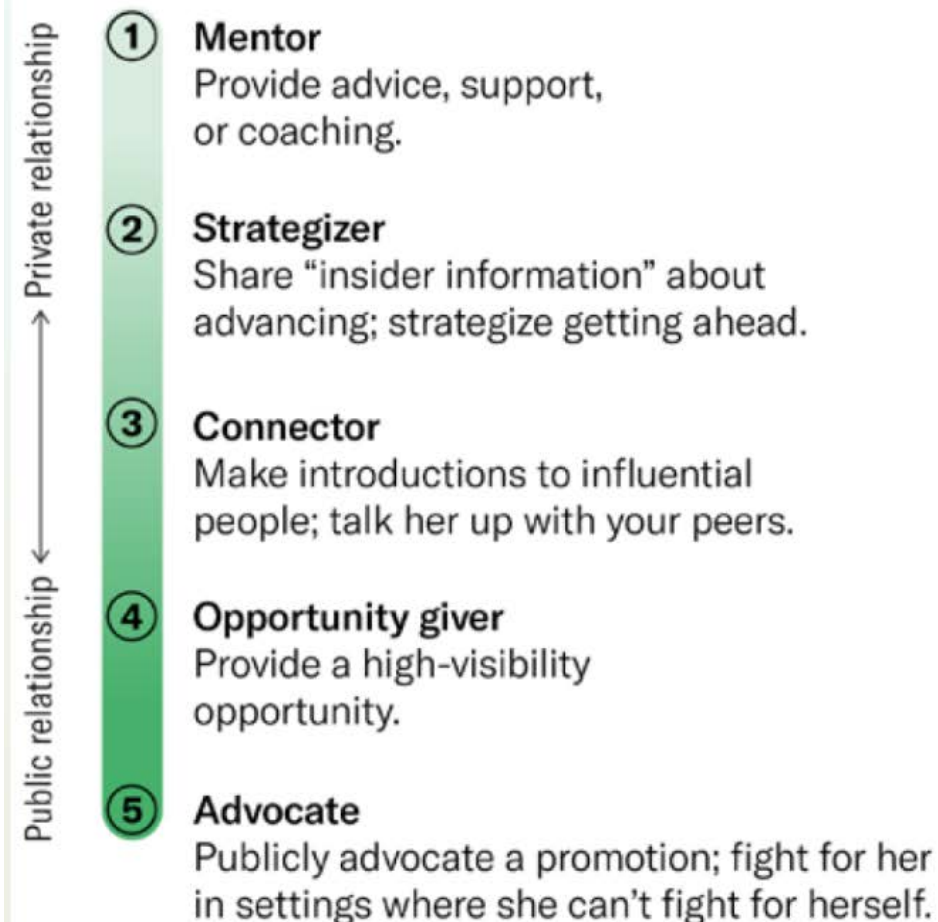 Private relationship
Public relationship
1 Mentor
Provide advice, support,
or coaching.
2 Strategizer
Share “insider information” about
advancing; strategize getting ahead.
3 Connector
Make introductions to influential
people; talk her up with your peers.
4 Opportunity giver
Provide a high-visibility
opportunity.
5 Advocate
Publicly advocate a promotion; fight for her
in settings where she can’t fight for herself.